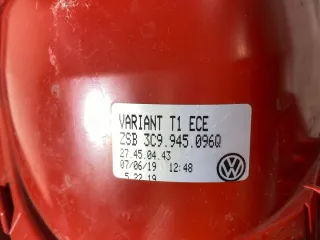 VARIANT T1 ECE
ZSB 3C9.945.096Q
27.45.04.43
07/06/19 12:48
5.22.19